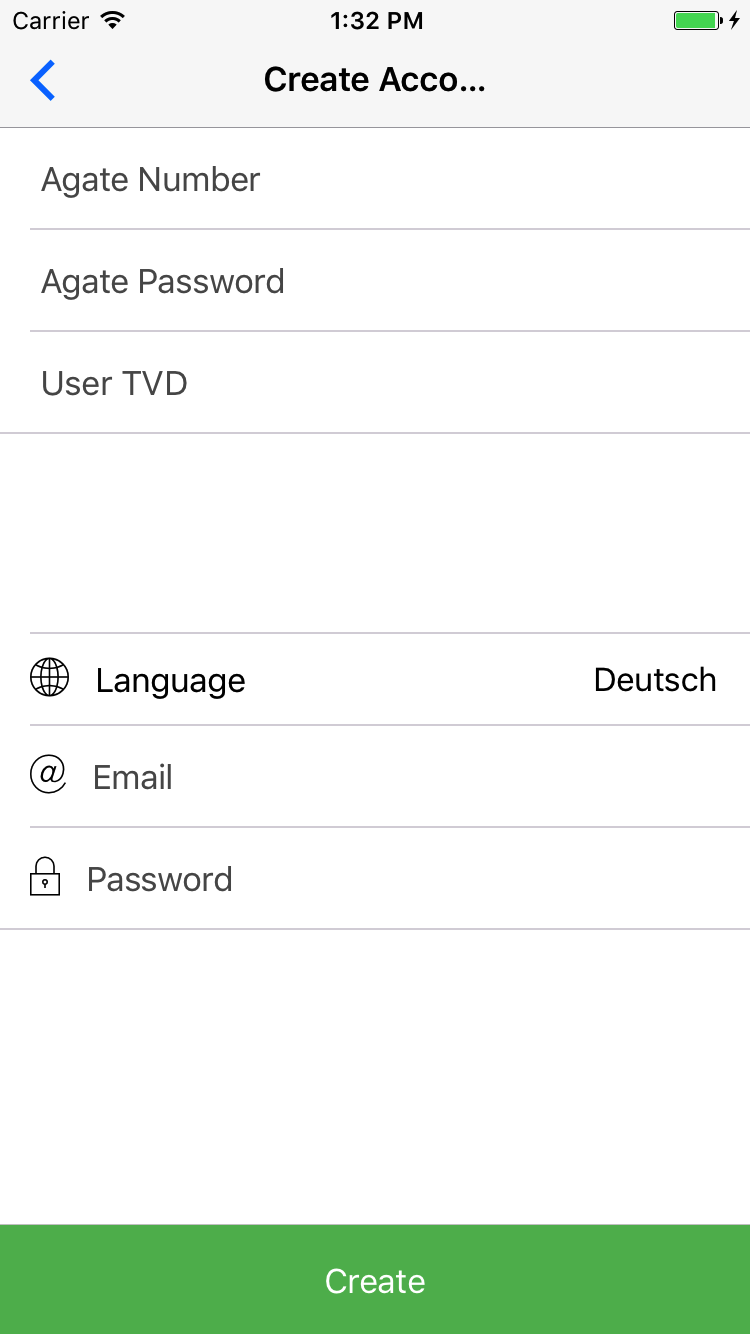 Carrier 1:32 PM
Create Acco...
Agate Number
Agate Password
User TVD
Language Deutsch
Email
Password
Create